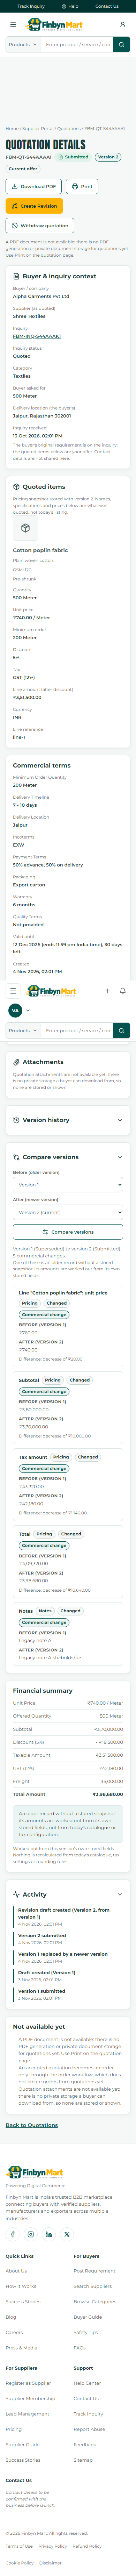 Track Inquiry
Help
Contact Us
FinbynMart
Products
Enter product / service / com
Home / Supplier Portal / Quotations / FBM-QT-S44AAAAXI
QUOTATION DETAILS
Submitted
Version 2
Current offer
Download PDF
Print
Create Revision
Withdraw quotation
A PDF document is not available: there is no PDF
generation or provider document storage for quotations.
Use Print on the quotation page.
Buyer & inquiry context
Buyer / company
Alpha Garments Pvt Ltd
Supplier (as quoted)
Shree Textiles
Inquiry
Inquiry status
Quoted
Category
Textiles
Buyer asked for
500 Meter
Delivery location (the buyer's)
Jaipur, Rajasthan 302001
Inquiry received
13 Oct 2026, 02:01 PM
The buyer's original requirement is on the inquiry;
the quoted terms below are your offer. Contact
details are not shared here
Quoted items
Pricing snapshot stored with version 2. Names,
specifications and prices below are what was
quoted, not today's listing.
Cotton poplin fabric
Plain woven cotton
GSM 120
Pre-shrunk
Quantity
500 Meter
Unit price
₹740.00 / Meter
Minimum order
200 Meter
Discount
5%
Tax
GST (12%)
Line amount (after discount)
₹3,51,500.00
Currency
INR
Line reference
line-1
Commercial terms
Minimum Order Quantity
200 Meter
Delivery Timeline
7 - 10 days
Delivery Location
Jaipur
Incoterms
EXW
Payment Terms
50% advance, 50% on delivery
Packaging
Export carton
Warranty
6 months
Quality Terms
Not provided
Valid until
12 Dec 2026 (ends 11:59 pm India time), 30 days
left
Created
4 Nov 2026, 02:01 PM
FinbynMart
VA
Products
Enter product / service / com
Attachments
Quotation attachments are not available yet: there
is no private storage a buyer can download from, so
none are stored or shown.
Version history
Compare versions
Before (older version)
Version 1
After (newer version)
Version 2 (current)
Compare versions
Version 1 (Superseded) to version 2 (Submitted):
5 commercial changes.
One of these is an older record without a stored
snapshot. Its amounts are worked out from its own
stored fields.
Line "Cotton poplin fabric": unit price
Pricing
Changed
Commercial change
BEFORE (VERSION 1)
₹760.00
AFTER (VERSION 2)
₹740.00
Difference: decrease of ₹20.00
Subtotal
Pricing
Changed
Commercial change
BEFORE (VERSION 1)
₹3,80,000.00
AFTER (VERSION 2)
₹3,70,000.00
Difference: decrease of ₹10,000.00
Tax amount
Pricing
Changed
Commercial change
BEFORE (VERSION 1)
₹43,320.00
AFTER (VERSION 2)
₹42,180.00
Difference: decrease of ₹1,140.00
Total
Pricing
Changed
Commercial change
BEFORE (VERSION 1)
₹4,09,320.00
AFTER (VERSION 2)
₹3,98,680.00
Difference: decrease of ₹10,640.00
Notes
Notes
Changed
Commercial change
BEFORE (VERSION 1)
Legacy note A
AFTER (VERSION 2)
Legacy note A <b>bold</b>
Financial summary
Unit Price ₹740.00 / Meter
Offered Quantity 500 Meter
Subtotal ₹3,70,000.00
Discount (5%) - ₹18,500.00
Taxable Amount ₹3,51,500.00
GST (12%) ₹42,180.00
Freight ₹5,000.00
Total Amount ₹3,98,680.00
An older record without a stored snapshot.
Its amounts are worked out from its own
stored fields, not from today's catalogue or
tax configuration.
Worked out from this version's own stored details.
Nothing is recalculated from today's catalogue, tax
settings or rounding rules.
Activity
Revision draft created (Version 2, from
version 1)
4 Nov 2026, 02:01 PM
Version 2 submitted
4 Nov 2026, 02:01 PM
Version 1 replaced by a newer version
4 Nov 2026, 02:01 PM
Draft created (Version 1)
3 Nov 2026, 02:01 PM
Version 1 submitted
3 Nov 2026, 02:01 PM
Not available yet
A PDF document is not available: there is
no PDF generation or provider document
storage for quotations. Use Print on the
quotation page.
An accepted quotation becomes an order
only through the order workflow, which
does not exist yet; nothing here creates
orders from quotations.
Quotation attachments are not available
yet: there is no private storage a buyer
can download from, so none are stored
or shown.
Back to Quotations
FinbynMart
Powering Digital Commerce
Finbyn Mart is India's trusted B2B marketplace
connecting buyers with verified suppliers,
manufacturers and exporters across multiple
industries.
Quick Links
For Buyers
About Us
Post Requirement
How It Works
Search Suppliers
Success Stories
Browse Categories
Blog
Buyer Guide
Careers
Safety Tips
Press & Media
FAQs
For Suppliers
Support
Register as Supplier
Help Center
Supplier Membership
Contact Us
Lead Management
Track Inquiry
Pricing
Report Abuse
Supplier Guide
Feedback
Success Stories
Sitemap
Contact Us
Contact details to be
confirmed with the
business before launch.
© 2026 Finbyn Mart. All rights reserved.
Terms of Use
Privacy Policy
Refund Policy
Cookie Policy
Disclaimer